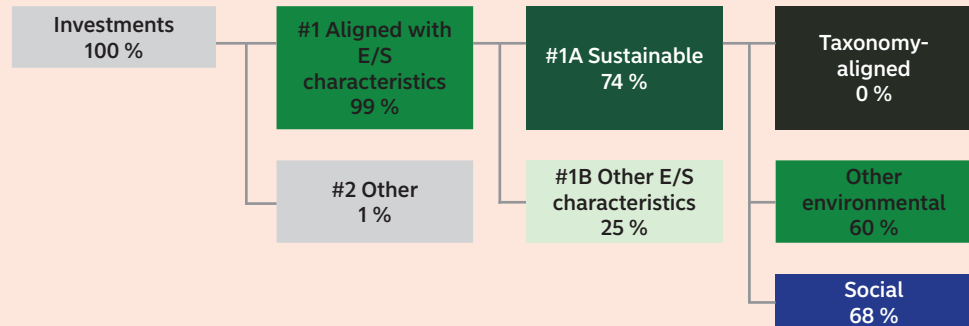 Investments
100 %
#1 Aligned with
E/S
characteristics
99 %
#2 Other
1 %
#1A Sustainable
74 %
#1B Other E/S
characteristics
25 %
Taxonomy-
aligned
0 %
Other
environmental
60 %
Social
68 %